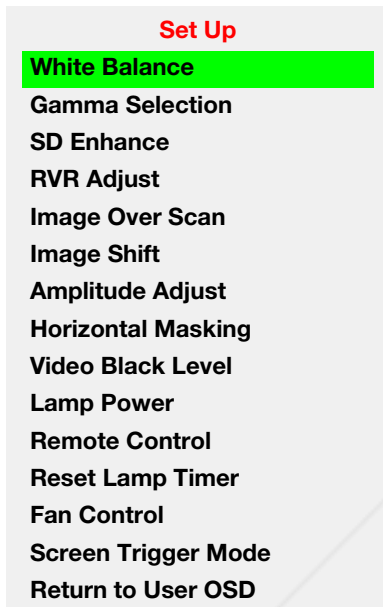 Set Up
White Balance
Gamma Selection
SD Enhance
RVR Adjust
Image Over Scan
Image Shift
Amplitude Adjust
Horizontal Masking
Video Black Level
Lamp Power
Remote Control
Reset Lamp Timer
Fan Control
Screen Trigger Mode
Return to User OSD